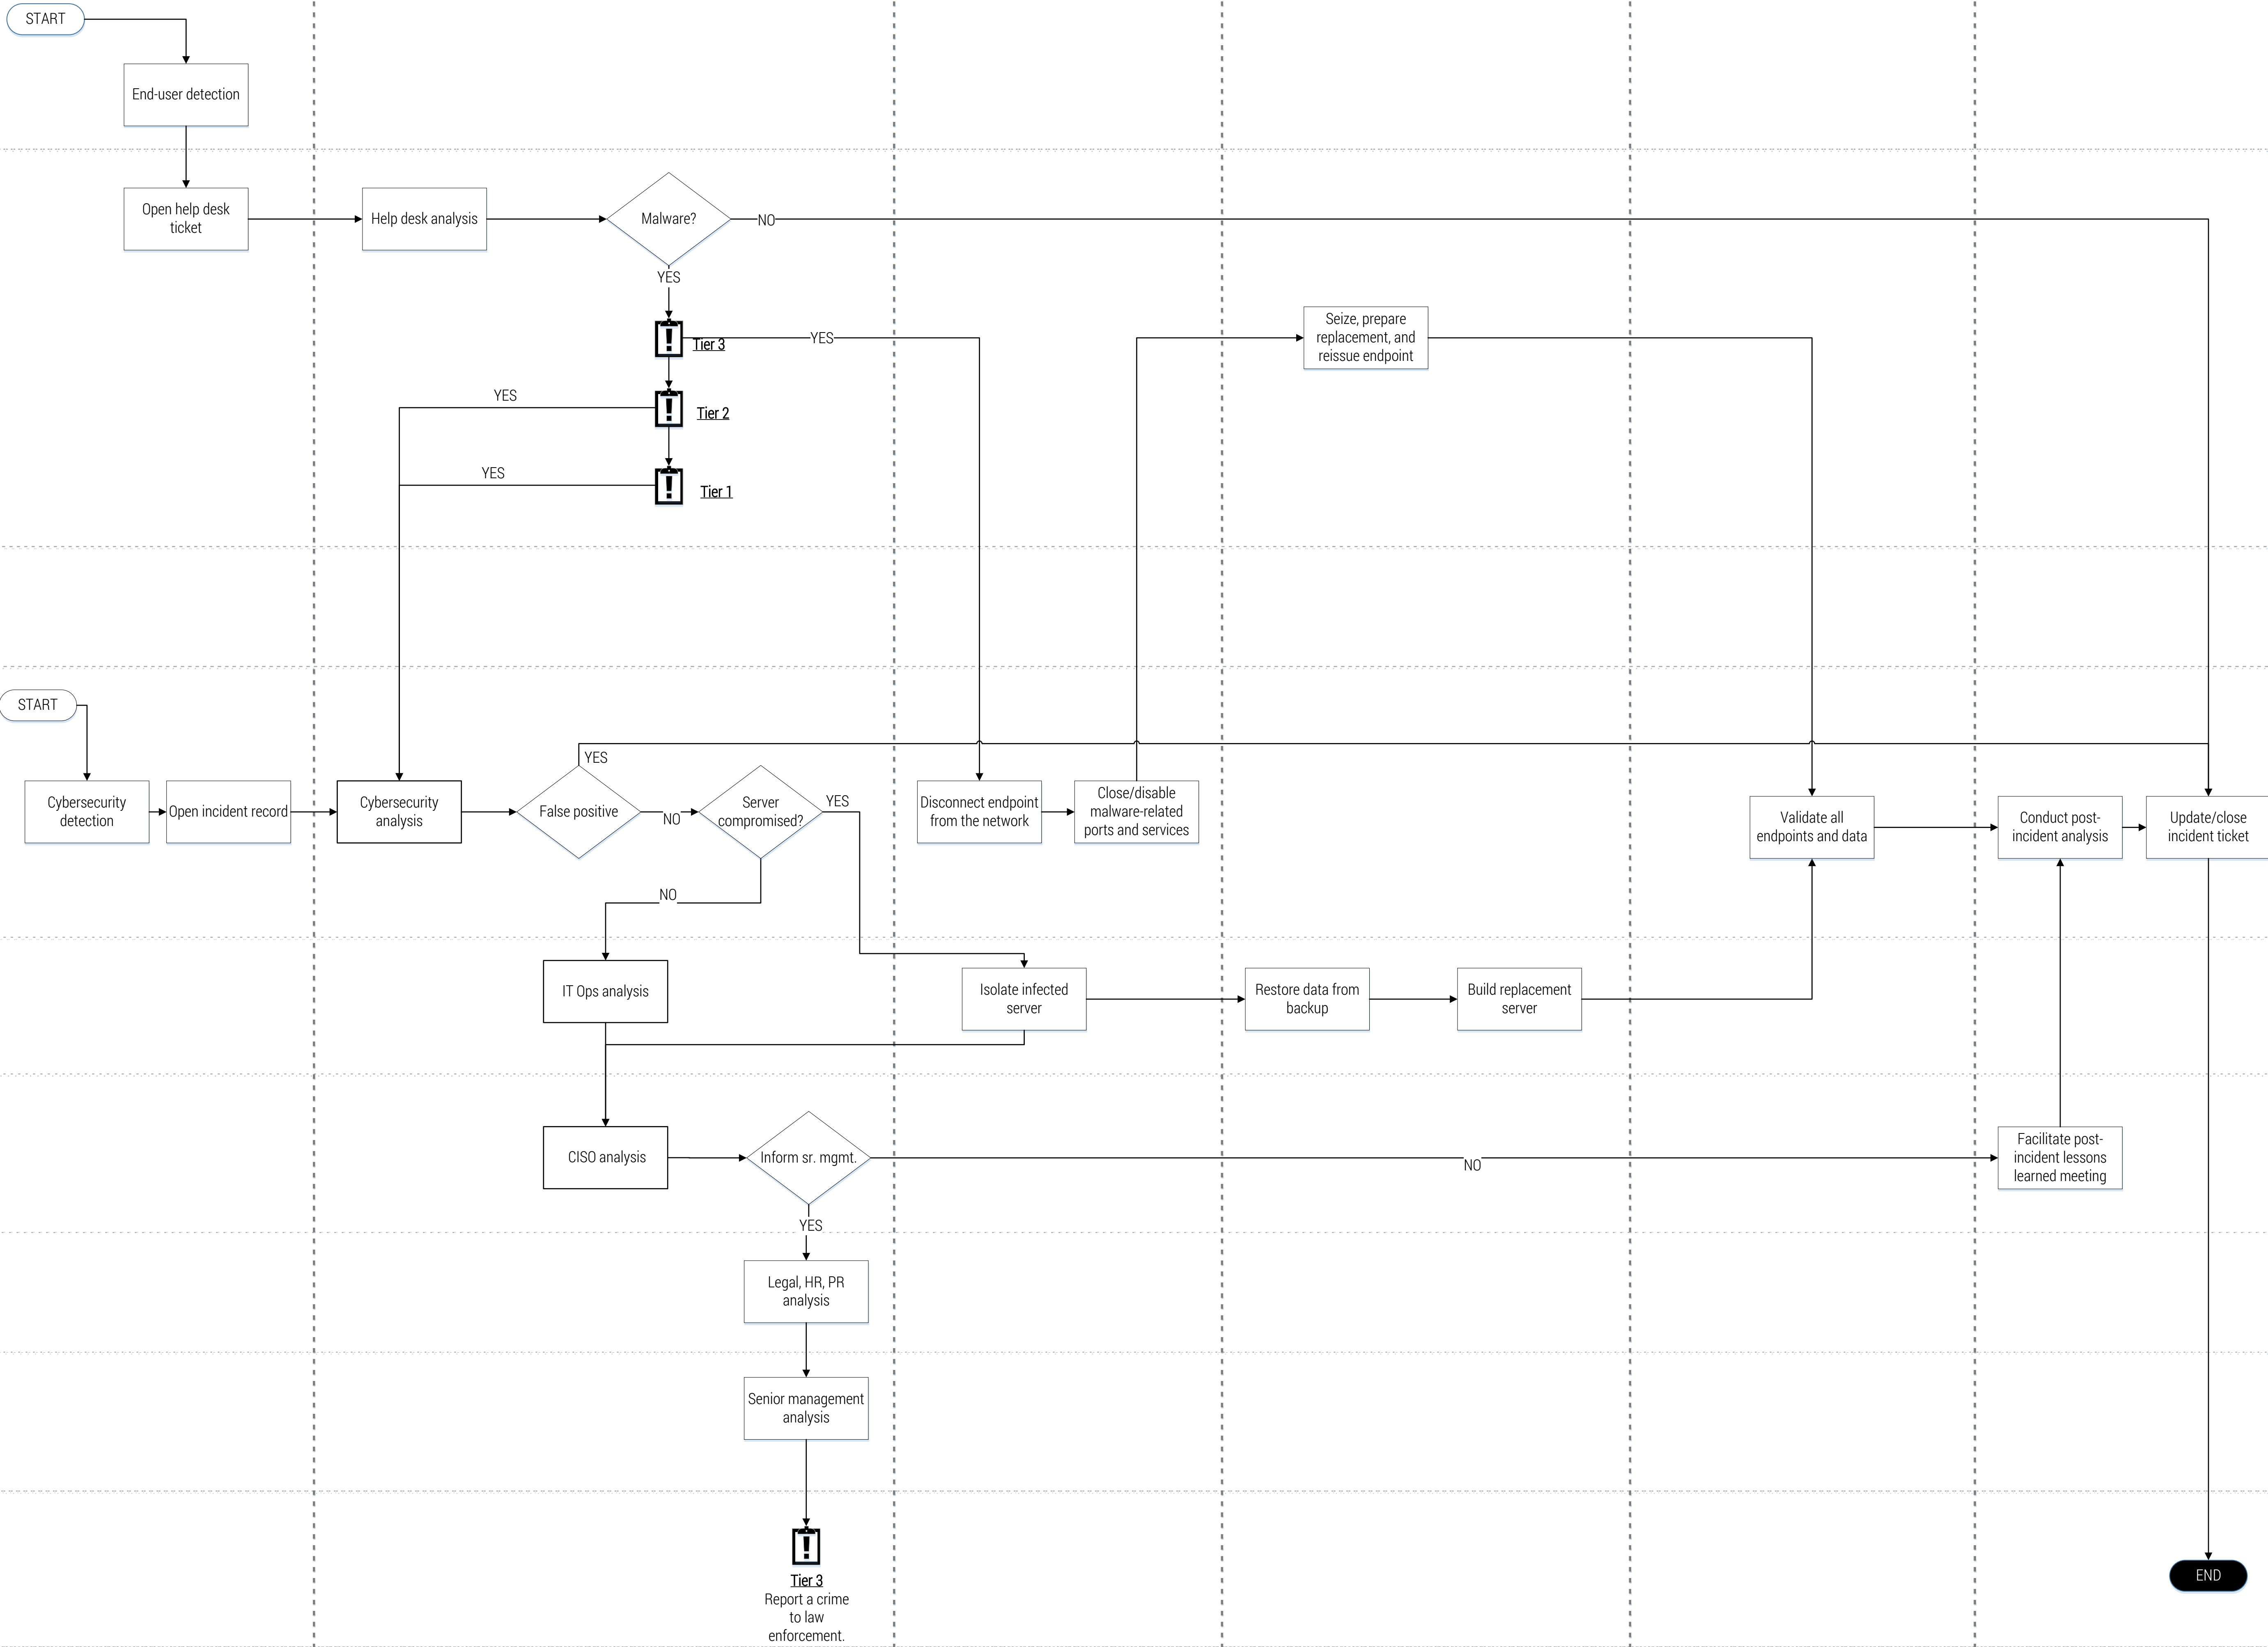 START
End-user detection
Open help desk
ticket
Help desk analysis
Malware?
NO
YES
Tier 3
YES
Seize, prepare
replacement, and
reissue endpoint
YES
Tier 2
YES
Tier 1
START
Cybersecurity
detection
Open incident record
Cybersecurity
analysis
YES
False positive
NO
Server
compromised?
YES
NO
Disconnect endpoint
from the network
Close/disable
malware-related
ports and services
Validate all
endpoints and data
Conduct post-
incident analysis
Update/close
incident ticket
IT Ops analysis
Isolate infected
server
Restore data from
backup
Build replacement
server
CISO analysis
Inform sr. mgmt.
NO
Facilitate post-
incident lessons
learned meeting
YES
Legal, HR, PR
analysis
Senior management
analysis
Tier 3
Report a crime
to law
enforcement.
END